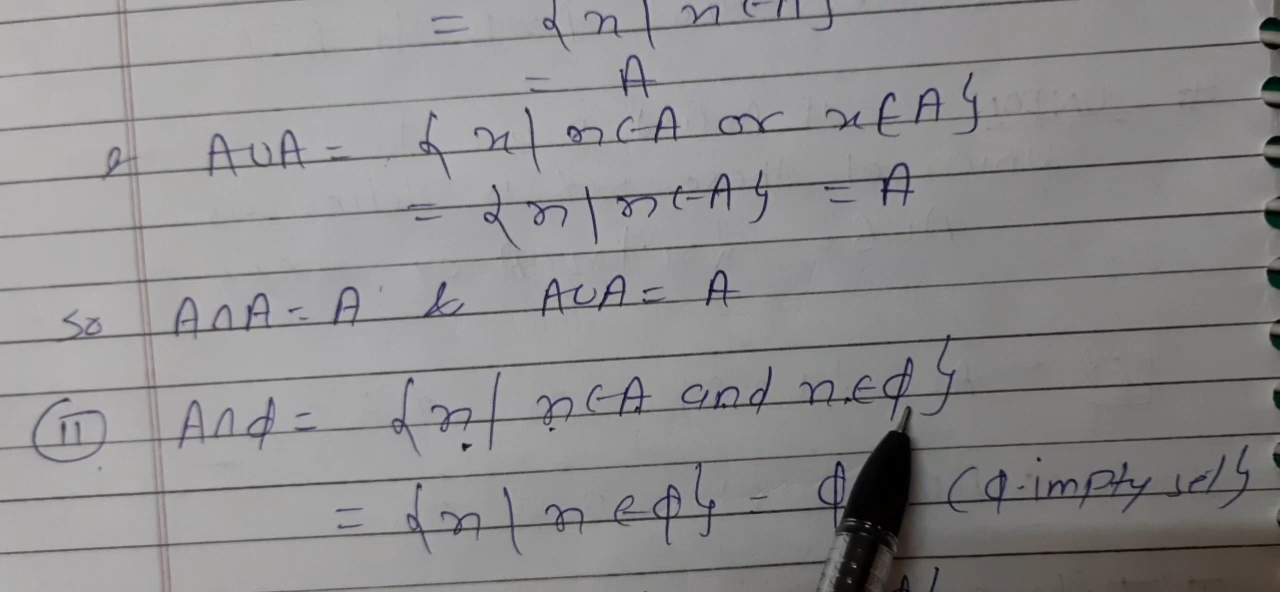 = {x | x ∈ A}
= A
& A∪A = {x | x∈A or x∈A}
= {x | x∈A} = A
so A∩A = A & A∪A = A
(II) A∩ϕ = {x | x∈A and x∈ϕ}
= {x | x∈ϕ} = ϕ (ϕ-impty set}